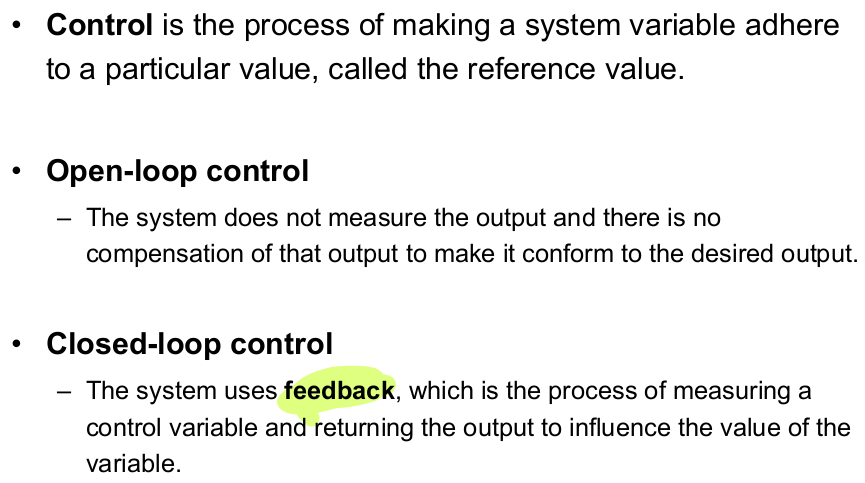 • Control is the process of making a system variable adhere
to a particular value, called the reference value.
• Open-loop control
– The system does not measure the output and there is no
compensation of that output to make it conform to the desired output.
• Closed-loop control
– The system uses feedback, which is the process of measuring a
control variable and returning the output to influence the value of the
variable.